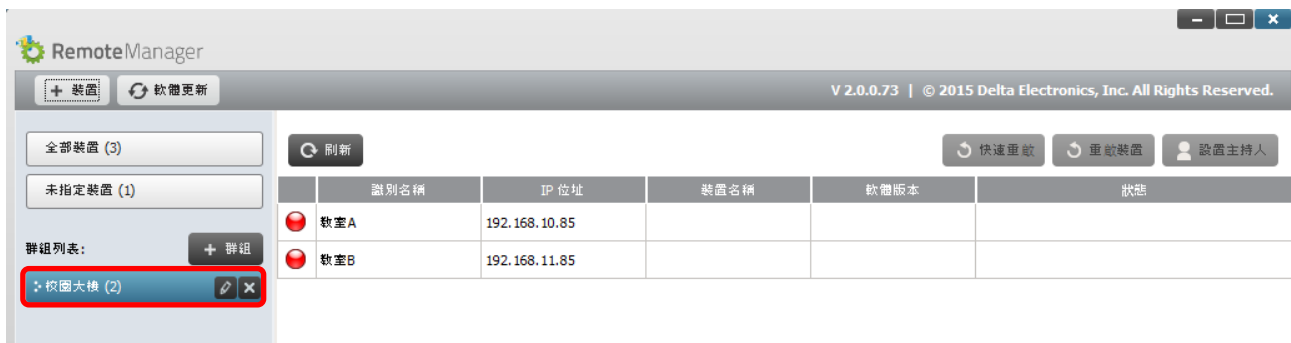 RemoteManager
+ 裝置 軟體更新 V 2.0.0.73 | © 2015 Delta Electronics, Inc. All Rights Reserved.
全部裝置 (3)
未指定裝置 (1)
群組列表: + 群組
校園大樓 (2)
刷新 快速重啟 重啟裝置 設置主持人
識別名稱 IP 位址 裝置名稱 軟體版本 狀態
教室A 192.168.10.85
教室B 192.168.11.85